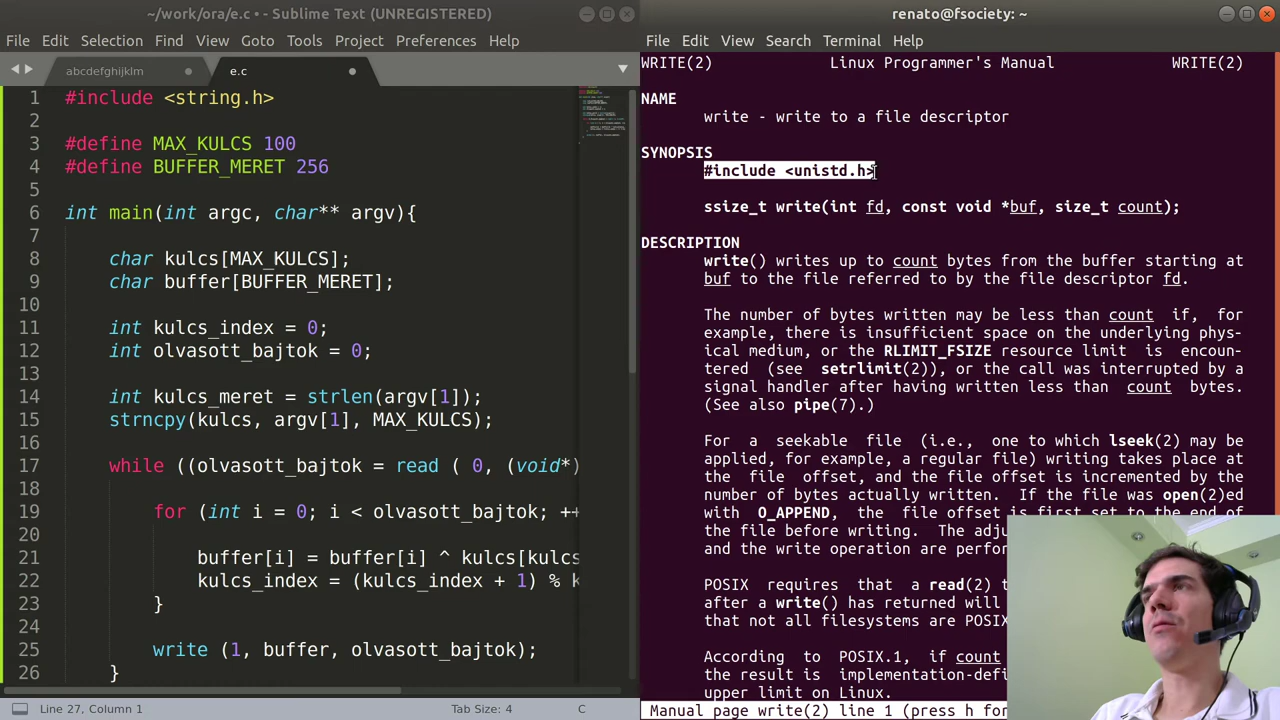 ~/work/ora/e.c • - Sublime Text (UNREGISTERED)
File Edit Selection Find View Goto Tools Project Preferences Help
abcdefghijklm
e.c
1 #include <string.h>
2
3 #define MAX_KULCS 100
4 #define BUFFER_MERET 256
5
6 int main(int argc, char** argv){
7
8 char kulcs[MAX_KULCS];
9 char buffer[BUFFER_MERET];
10
11 int kulcs_index = 0;
12 int olvasott_bajtok = 0;
13
14 int kulcs_meret = strlen(argv[1]);
15 strncpy(kulcs, argv[1], MAX_KULCS);
16
17 while ((olvasott_bajtok = read ( 0, (void*)
18
19 for (int i = 0; i < olvasott_bajtok; ++
20
21 buffer[i] = buffer[i] ^ kulcs[kulcs
22 kulcs_index = (kulcs_index + 1) % k
23 }
24
25 write (1, buffer, olvasott_bajtok);
26 }
Line 27, Column 1 Tab Size: 4 C
renato@fsociety: ~
File Edit View Search Terminal Help
WRITE(2) Linux Programmer's Manual WRITE(2)
NAME
write - write to a file descriptor
SYNOPSIS
#include <unistd.h>
ssize_t write(int fd, const void *buf, size_t count);
DESCRIPTION
write() writes up to count bytes from the buffer starting at
buf to the file referred to by the file descriptor fd.
The number of bytes written may be less than count if, for
example, there is insufficient space on the underlying phys-
ical medium, or the RLIMIT_FSIZE resource limit is encoun-
tered (see setrlimit(2)), or the call was interrupted by a
signal handler after having written less than count bytes.
(See also pipe(7).)
For a seekable file (i.e., one to which lseek(2) may be
applied, for example, a regular file) writing takes place at
the file offset, and the file offset is incremented by the
number of bytes actually written. If the file was open(2)ed
with O_APPEND, the file offset is first set to the end of
the file before writing. The adju
and the write operation are perfor
POSIX requires that a read(2) t
after a write() has returned will
that not all filesystems are POSIX
According to POSIX.1, if count
the result is implementation-defi
upper limit on Linux.
Manual page write(2) line 1 (press h for